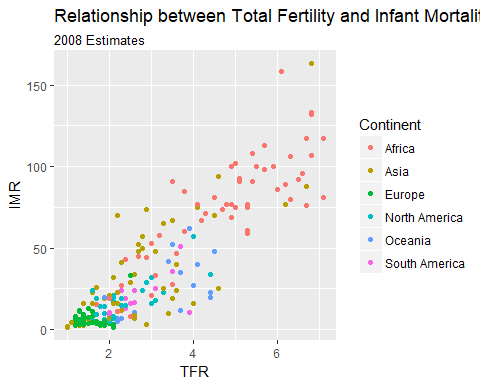 Relationship between Total Fertility and Infant Mortalit
2008 Estimates
150
100
50
0
IMR
2
4
6
TFR
Continent
Africa
Asia
Europe
North America
Oceania
South America